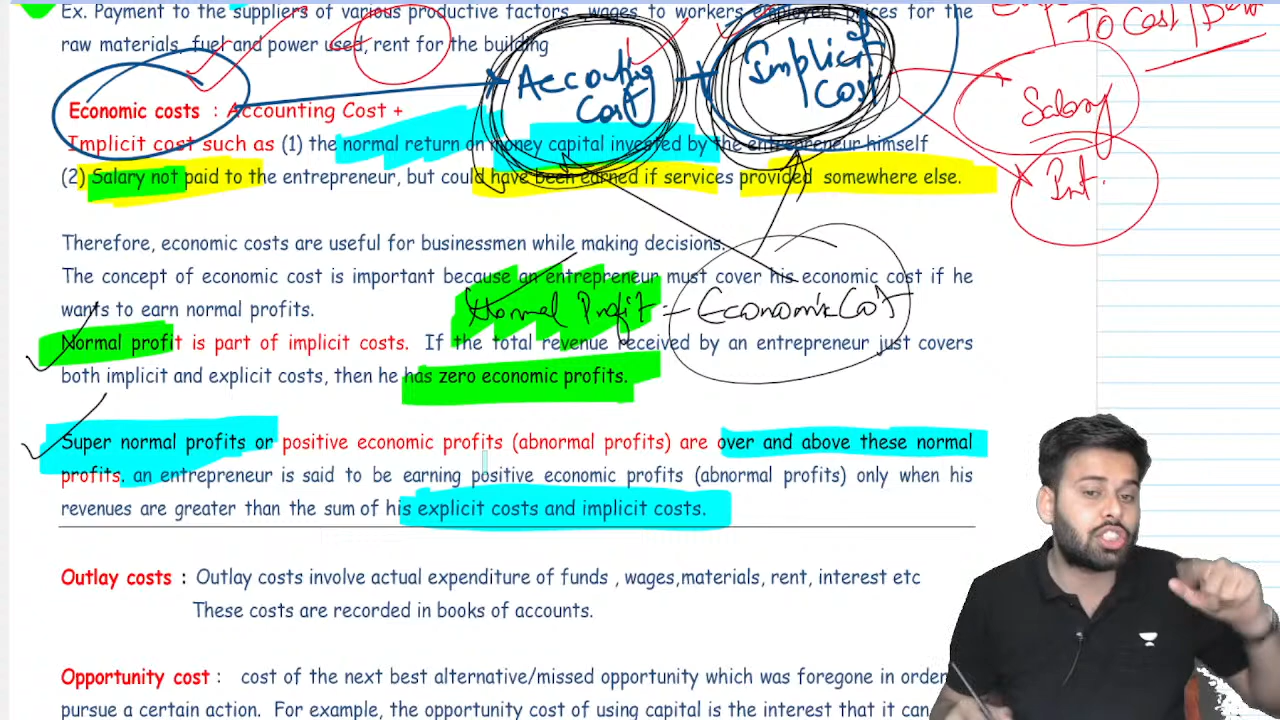 Ex. Payment to the suppliers of various productive factors, wages to workers employed, prices for the
raw materials, fuel and power used, rent for the building
To Cost / Dew
Accouting Cost + Implicit Cost
Salary
Int.
Economic costs : Accounting Cost +
Implicit cost such as (1) the normal return on money capital invested by the entrepreneur himself
(2) Salary not paid to the entrepreneur, but could have been earned if services provided somewhere else.
Therefore, economic costs are useful for businessmen while making decisions.
The concept of economic cost is important because an entrepreneur must cover his economic cost if he
wants to earn normal profits.
Normal Profit = Economic Cost
Normal profit is part of implicit costs. If the total revenue received by an entrepreneur just covers
both implicit and explicit costs, then he has zero economic profits.
Super normal profits or positive economic profits (abnormal profits) are over and above these normal
profits. an entrepreneur is said to be earning positive economic profits (abnormal profits) only when his
revenues are greater than the sum of his explicit costs and implicit costs.
Outlay costs : Outlay costs involve actual expenditure of funds , wages,materials, rent, interest etc
These costs are recorded in books of accounts.
Opportunity cost : cost of the next best alternative/missed opportunity which was foregone in order
pursue a certain action. For example, the opportunity cost of using capital is the interest that it can